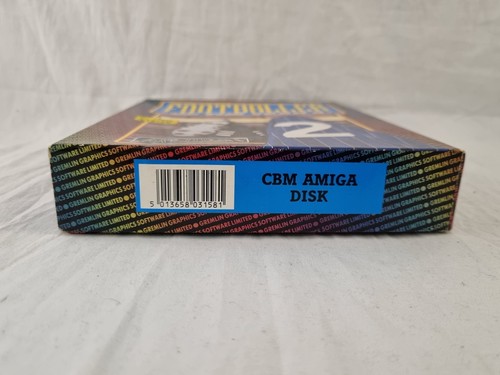 CBM AMIGA
DISK
5 013658 031581
GREMLIN GRAPHICS SOFTWARE LIMITED